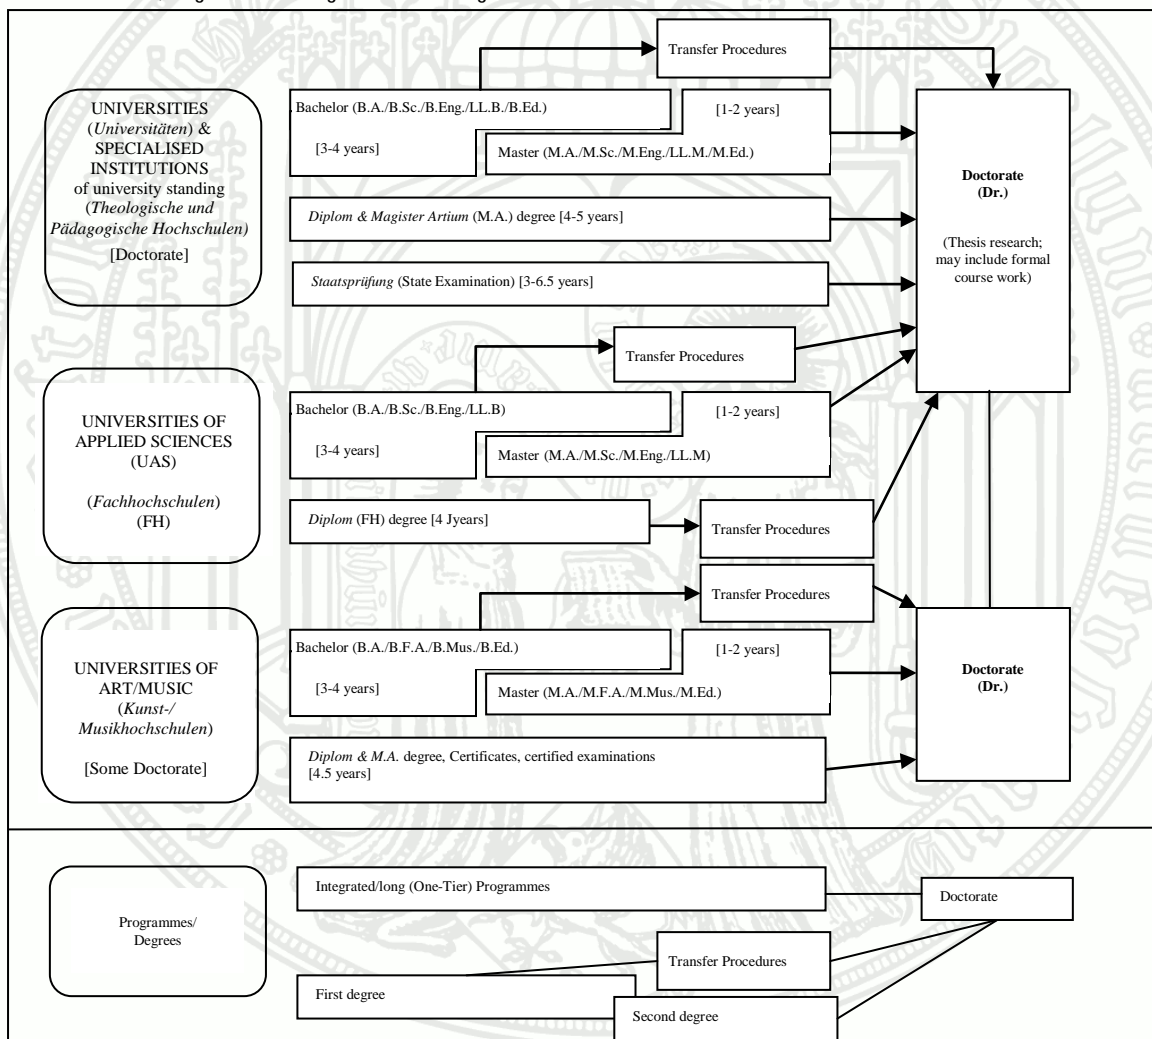 Transfer Procedures
UNIVERSITIES
(Universitäten) &
SPECIALISED
INSTITUTIONS
of university standing
(Theologische und
Pädagogische Hochschulen)
[Doctorate]
Bachelor (B.A./B.Sc./B.Eng./LL.B./B.Ed.)
[3-4 years]
[1-2 years]
Master (M.A./M.Sc./M.Eng./LL.M./M.Ed.)
Diplom & Magister Artium (M.A.) degree [4-5 years]
Staatsprüfung (State Examination) [3-6.5 years]
Doctorate
(Dr.)
(Thesis research;
may include formal
course work)
Transfer Procedures
UNIVERSITIES OF
APPLIED SCIENCES
(UAS)
(Fachhochschulen)
(FH)
Bachelor (B.A./B.Sc./B.Eng./LL.B)
[3-4 years]
[1-2 years]
Master (M.A./M.Sc./M.Eng./LL.M)
Diplom (FH) degree [4 Jyears]
Transfer Procedures
Transfer Procedures
UNIVERSITIES OF
ART/MUSIC
(Kunst-/
Musikhochschulen)
[Some Doctorate]
Bachelor (B.A./B.F.A./B.Mus./B.Ed.)
[3-4 years]
[1-2 years]
Master (M.A./M.F.A./M.Mus./M.Ed.)
Diplom & M.A. degree, Certificates, certified examinations
[4.5 years]
Doctorate
(Dr.)
Programmes/
Degrees
Integrated/long (One-Tier) Programmes
Doctorate
Transfer Procedures
First degree
Second degree